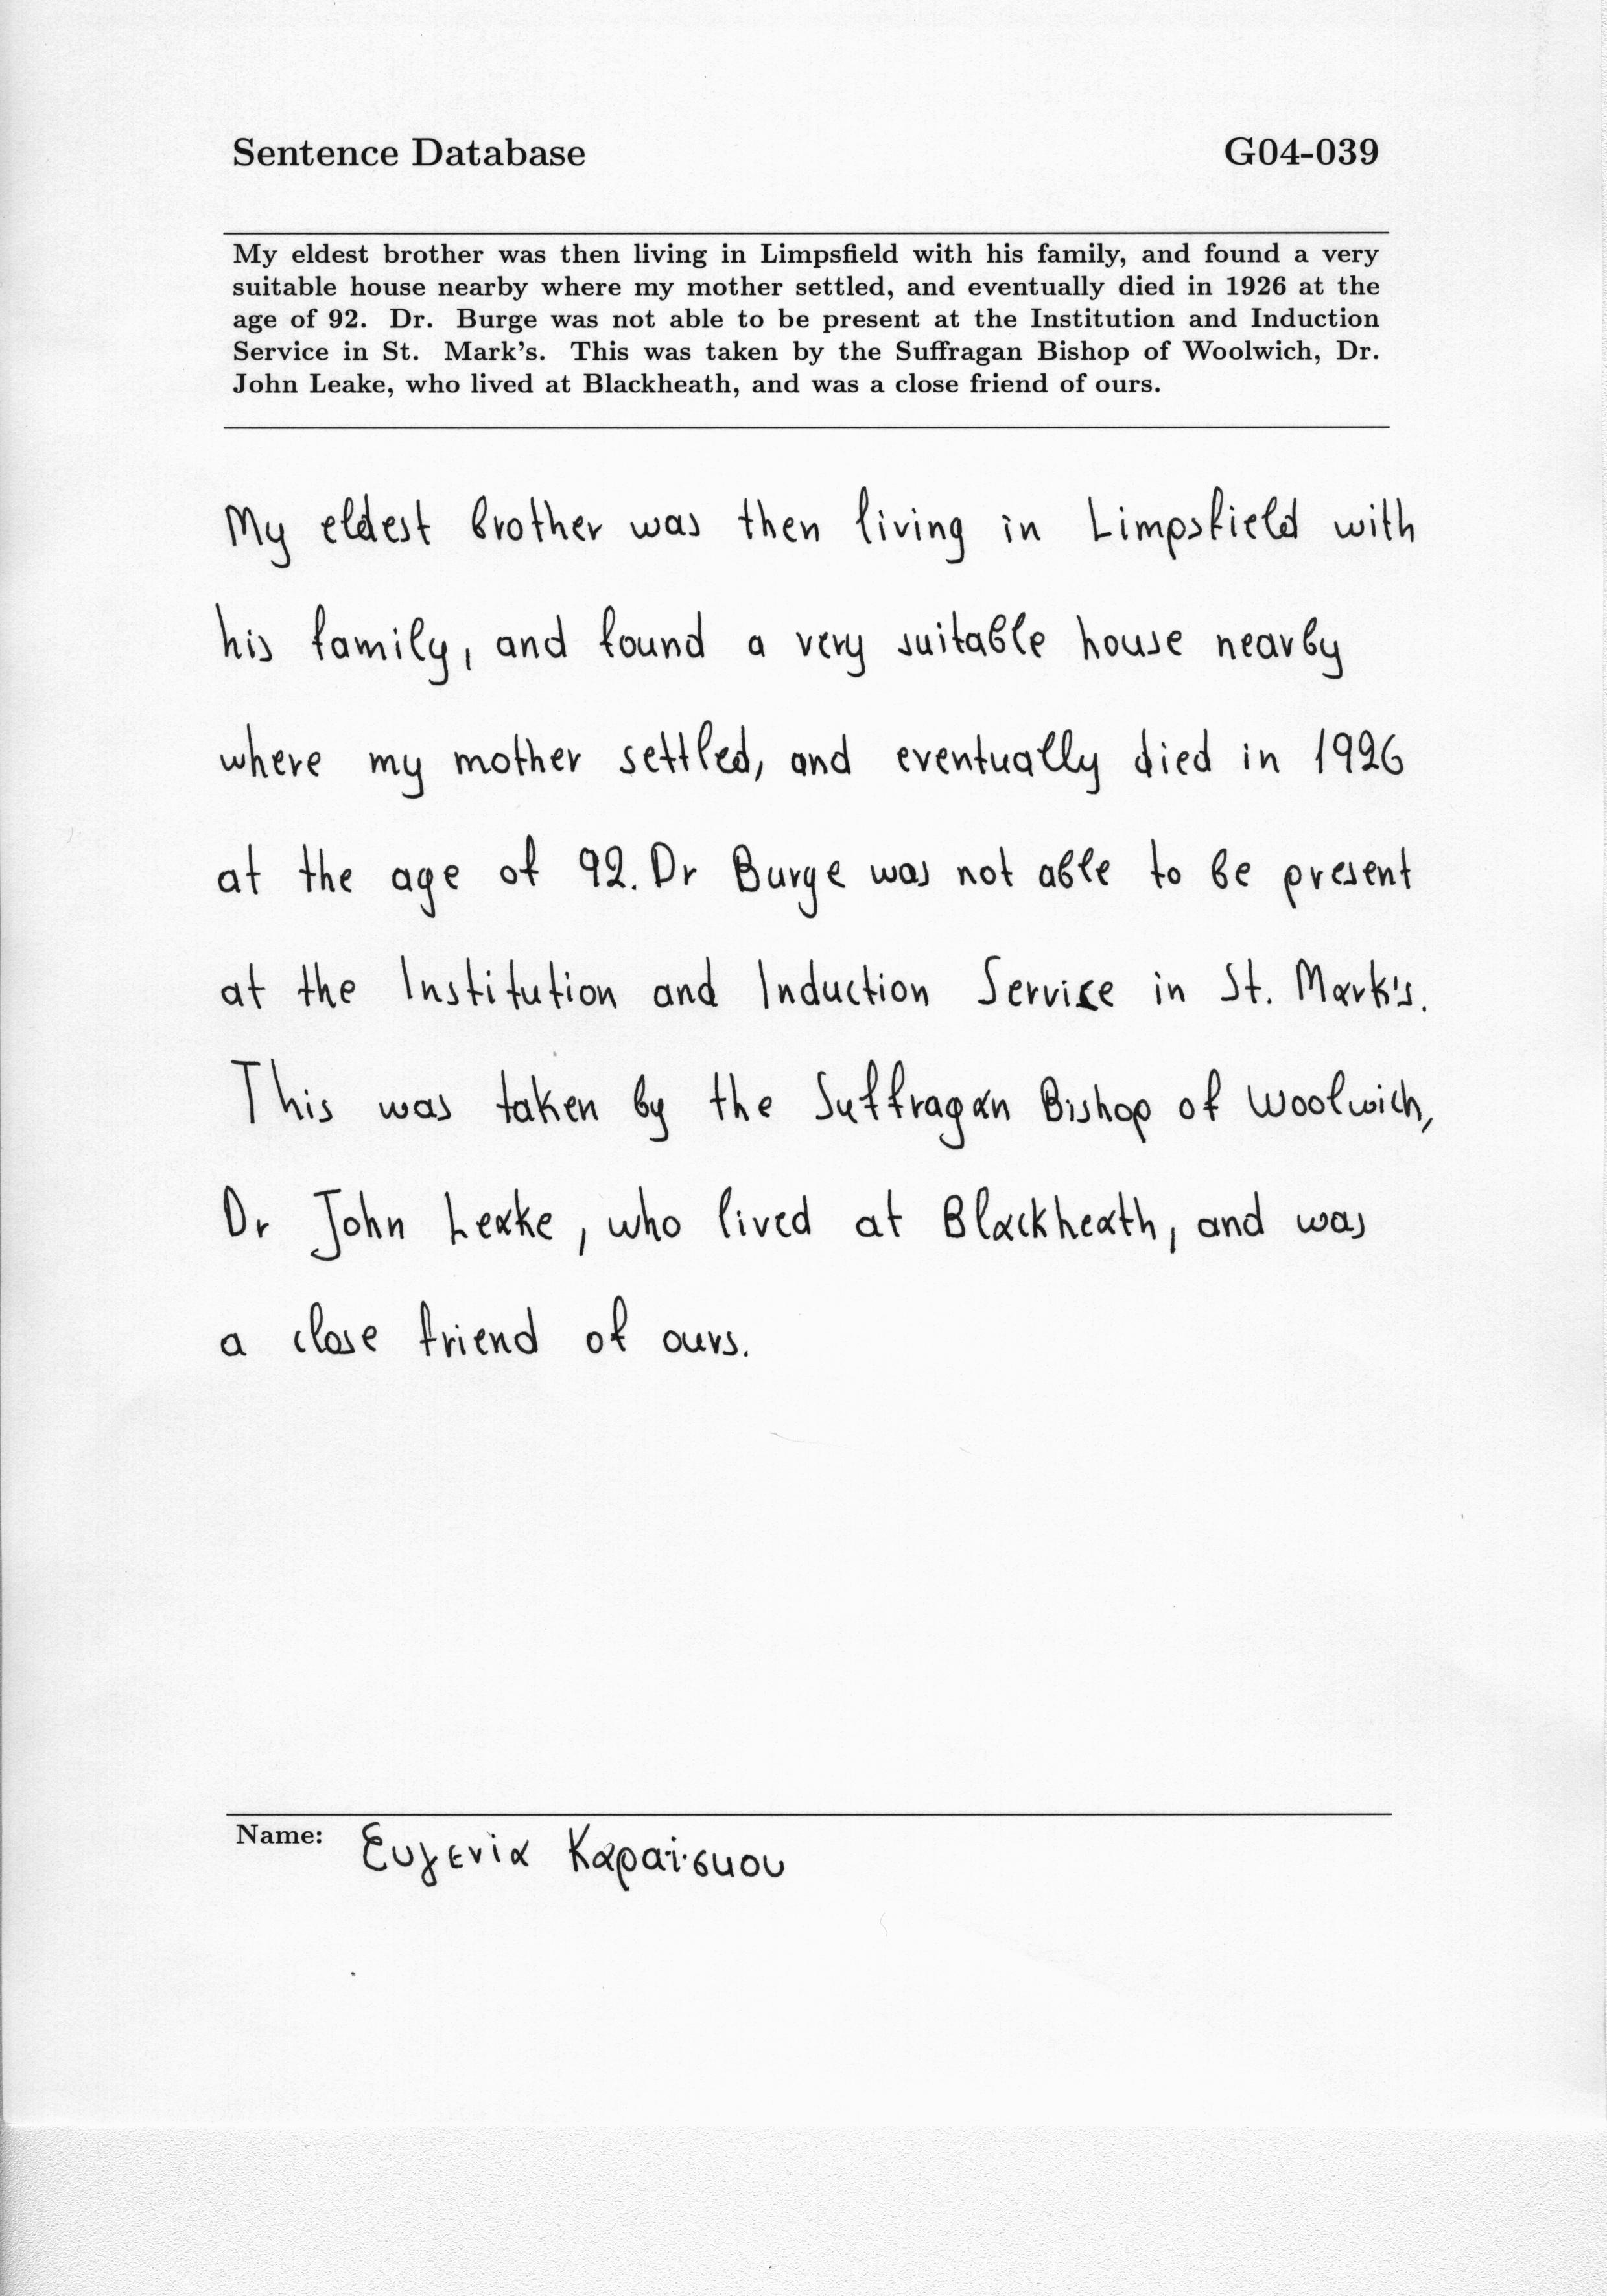 Sentence Database G04-039
My eldest brother was then living in Limpsfield with his family, and found a very
suitable house nearby where my mother settled, and eventually died in 1926 at the
age of 92. Dr. Burge was not able to be present at the Institution and Induction
Service in St. Mark's. This was taken by the Suffragan Bishop of Woolwich, Dr.
John Leake, who lived at Blackheath, and was a close friend of ours.
My eldest brother was then living in Limpsfield with
his family, and found a very suitable house nearby
where my mother settled, and eventually died in 1926
at the age of 92. Dr Burge was not able to be present
at the Institution and Induction Service in St. Mark's.
This was taken by the Suffragan Bishop of Woolwich,
Dr John Leake, who lived at Blackheath, and was
a close friend of ours.
Name: Ευγενία Καραϊσκου